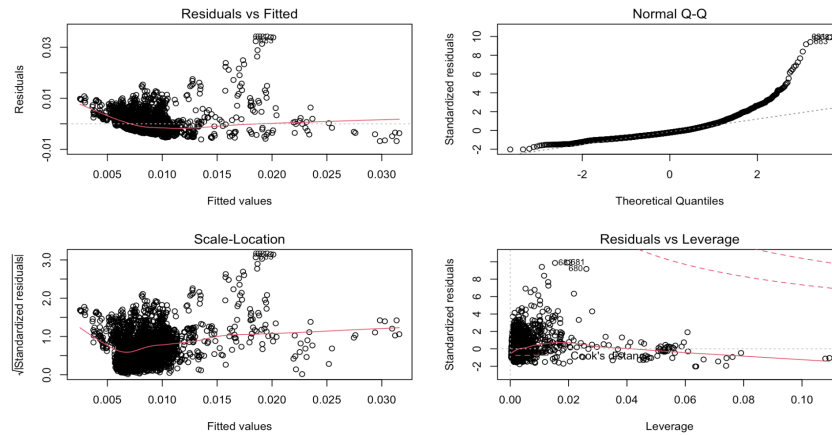 Residuals vs Fitted
Residuals
0.03
0.01
-0.01
0.005 0.010 0.015 0.020 0.025 0.030
Fitted values
Normal Q-Q
Standardized residuals
10
8
6
4
2
0
-2
683
-2 0 2
Theoretical Quantiles
Scale-Location
√|Standardized residuals|
3.0
2.0
1.0
0.0
0.005 0.010 0.015 0.020 0.025 0.030
Fitted values
Residuals vs Leverage
Standardized residuals
8
6
4
2
0
-2
681
680
Cook's distance
0.00 0.02 0.04 0.06 0.08 0.10
Leverage